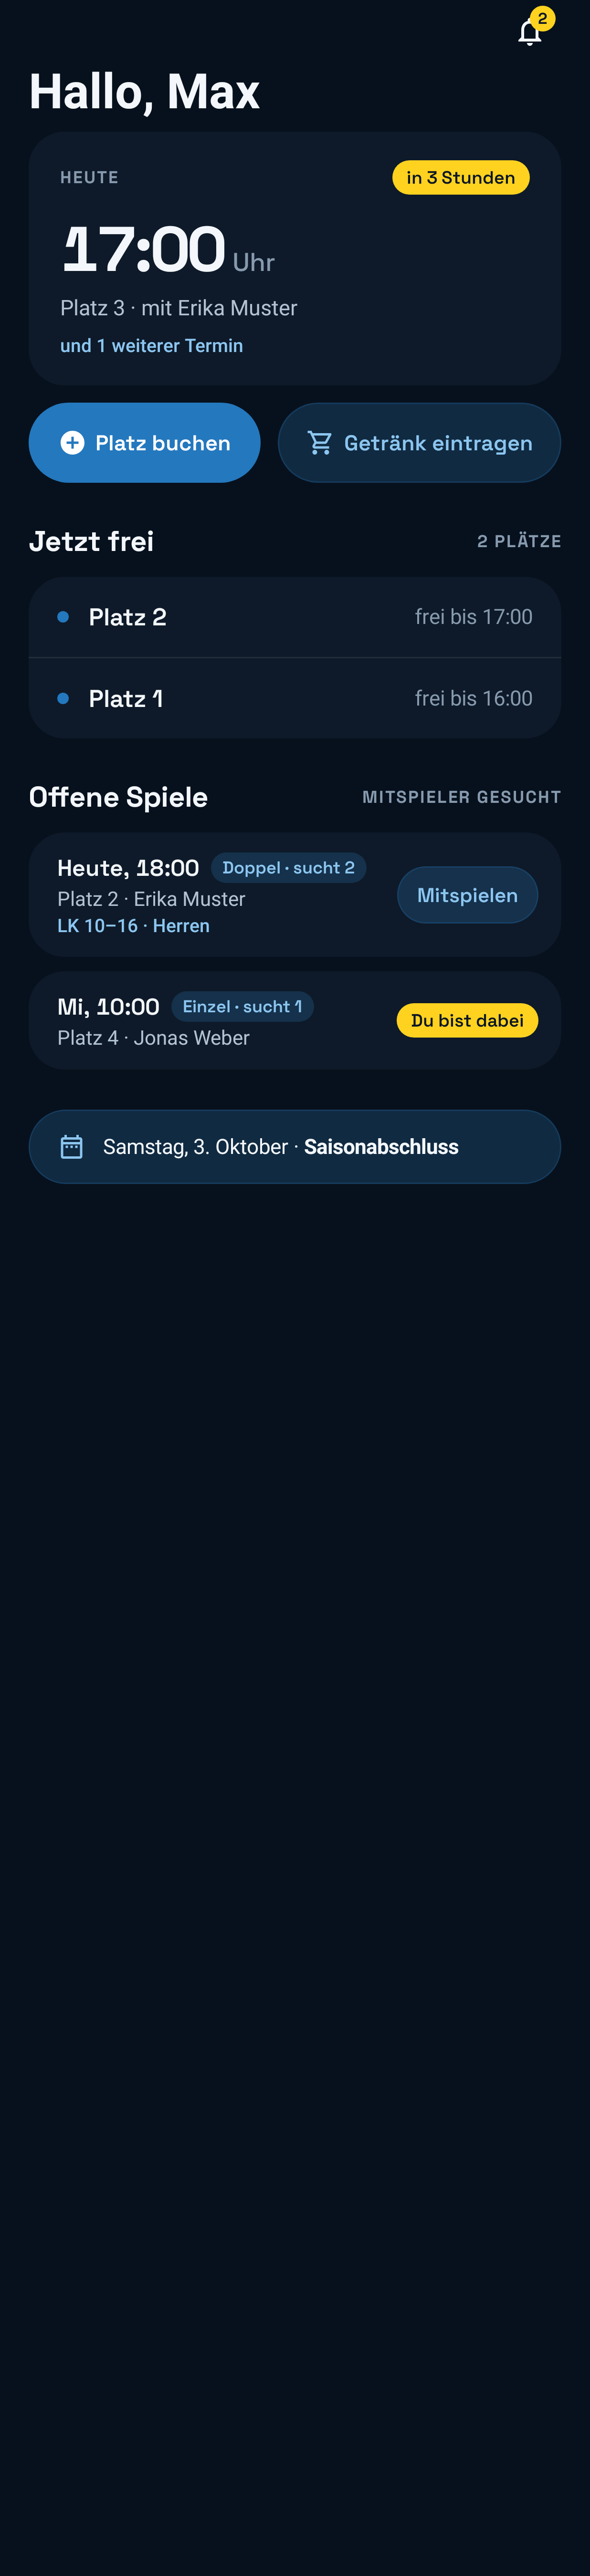 2
Hallo, Max
HEUTE
in 3 Stunden
17:00 Uhr
Platz 3 · mit Erika Muster
und 1 weiterer Termin
Platz buchen
Getränk eintragen
Jetzt frei
2 PLÄTZE
Platz 2
frei bis 17:00
Platz 1
frei bis 16:00
Offene Spiele
MITSPIELER GESUCHT
Heute, 18:00
Doppel · sucht 2
Platz 2 · Erika Muster
LK 10–16 · Herren
Mitspielen
Mi, 10:00
Einzel · sucht 1
Platz 4 · Jonas Weber
Du bist dabei
Samstag, 3. Oktober · Saisonabschluss